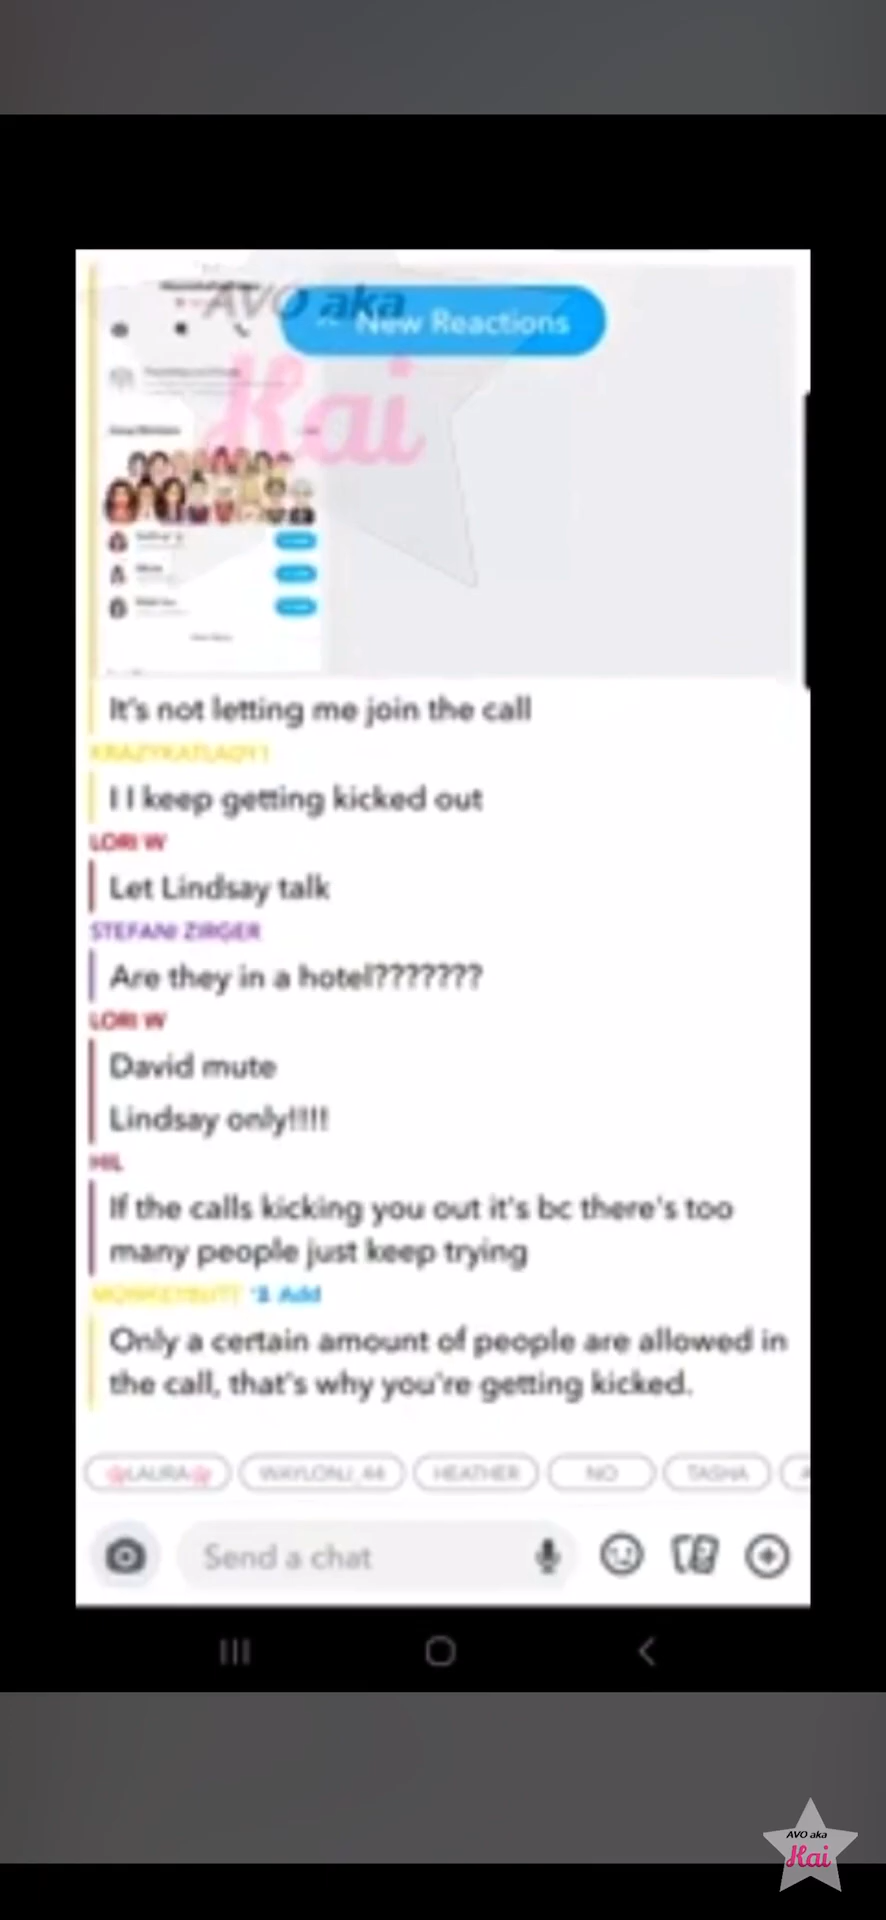 AVO aka
Kai
New Reactions
It's not letting me join the call
KRAZYKATLADY1
I I keep getting kicked out
LORI W
Let Lindsay talk
STEFANI ZIRGER
Are they in a hotel???????
LORI W
David mute
Lindsay only!!!!
HIL
If the calls kicking you out it's bc there's too
many people just keep trying
MONKEYBUTT Add
Only a certain amount of people are allowed in
the call, that's why you're getting kicked.
LAURA WAYLONJ_44 HEATHER NO TASHA
Send a chat
AVO aka
Kai